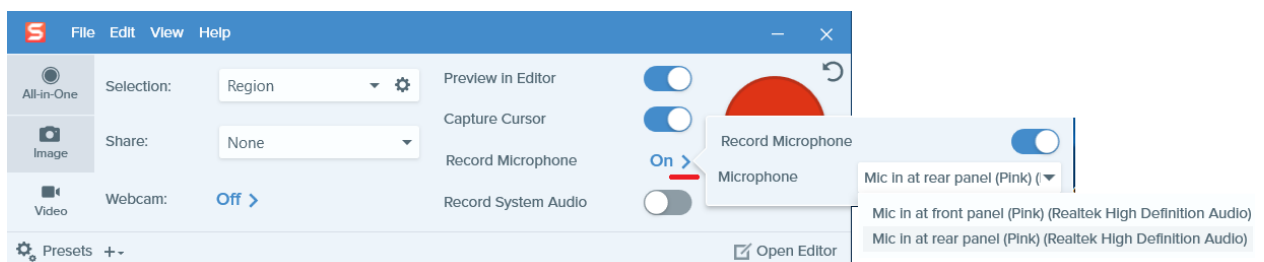 S File Edit View Help
All-in-One
Image
Video
Selection: Region
Share: None
Webcam: Off >
Preview in Editor
Capture Cursor
Record Microphone On >
Record System Audio
Record Microphone
Microphone Mic in at rear panel (Pink) (
Mic in at front panel (Pink) (Realtek High Definition Audio)
Mic in at rear panel (Pink) (Realtek High Definition Audio)
Presets + Open Editor